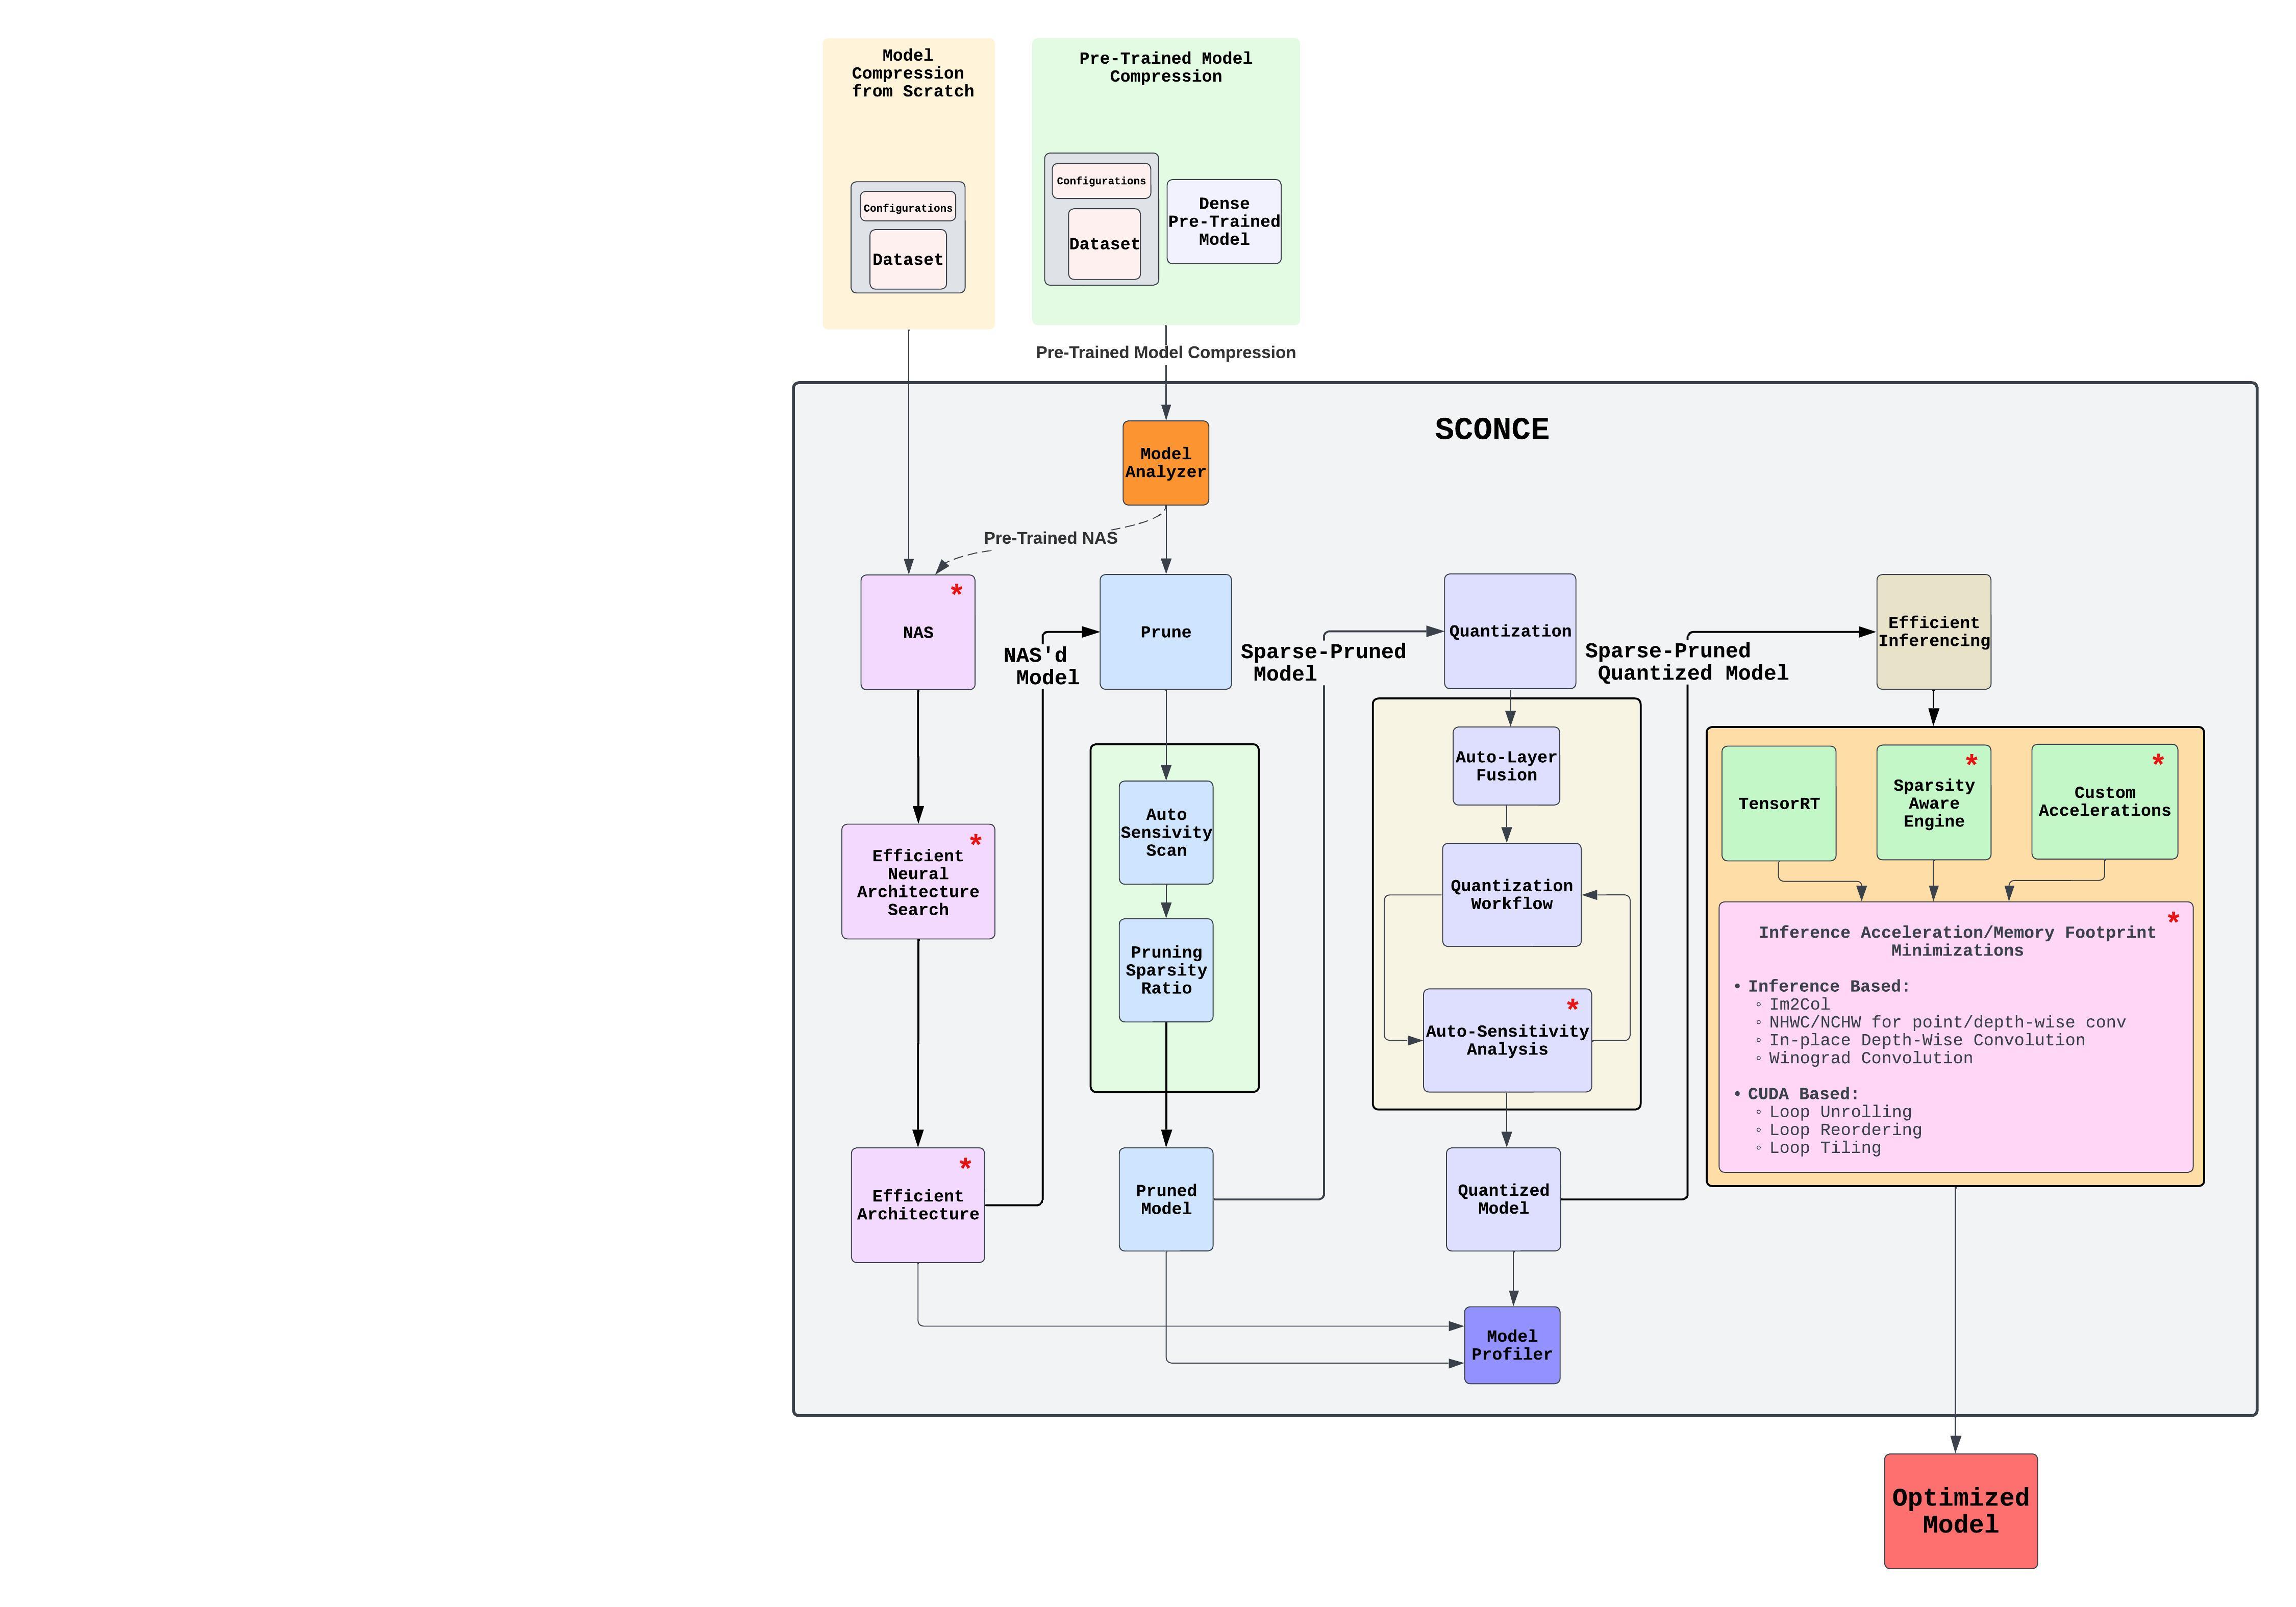 Model
Compression
from Scratch
Configurations
Dataset
Pre-Trained Model
Compression
Configurations
Dataset
Dense
Pre-Trained
Model
Pre-Trained Model Compression
SCONCE
Model
Analyzer
Pre-Trained NAS
*
NAS
NAS'd
Model
Prune
Sparse-Pruned
Model
Quantization
Sparse-Pruned
Quantized Model
Efficient
Inferencing
*
Efficient
Neural
Architecture
Search
*
Efficient
Architecture
Auto
Sensivity
Scan
Pruning
Sparsity
Ratio
Pruned
Model
Auto-Layer
Fusion
Quantization
Workflow
*
Auto-Sensitivity
Analysis
Quantized
Model
Model
Profiler
TensorRT
*
Sparsity
Aware
Engine
*
Custom
Accelerations
*
Inference Acceleration/Memory Footprint
Minimizations
• Inference Based:
◦ Im2Col
◦ NHWC/NCHW for point/depth-wise conv
◦ In-place Depth-Wise Convolution
◦ Winograd Convolution
• CUDA Based:
◦ Loop Unrolling
◦ Loop Reordering
◦ Loop Tiling
Optimized
Model